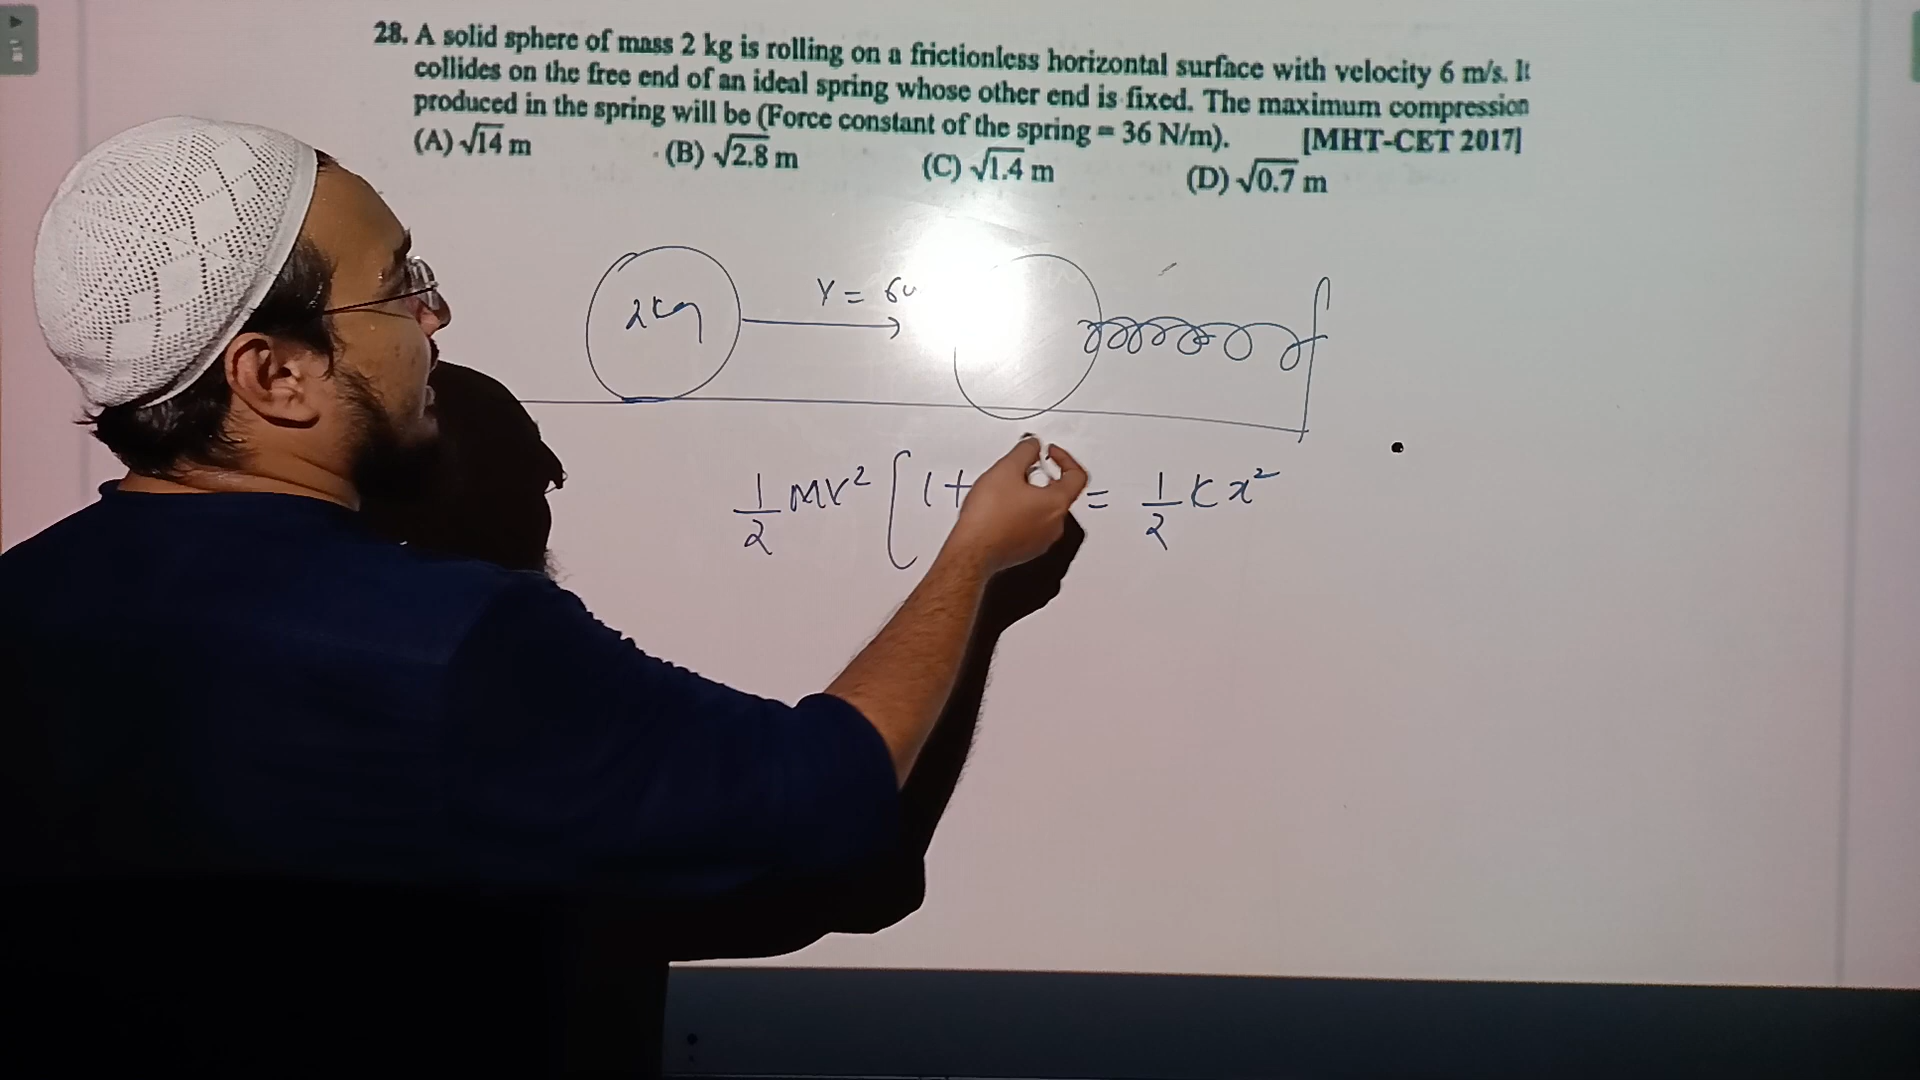 28. A solid sphere of mass 2 kg is rolling on a frictionless horizontal surface with velocity 6 m/s. It
collides on the free end of an ideal spring whose other end is fixed. The maximum compression
produced in the spring will be (Force constant of the spring = 36 N/m). [MHT-CET 2017]
(A) √14 m (B) √2.8 m (C) √1.4 m (D) √0.7 m
2kg V = 6
1/2 MV² [1+ = 1/2 Kx²